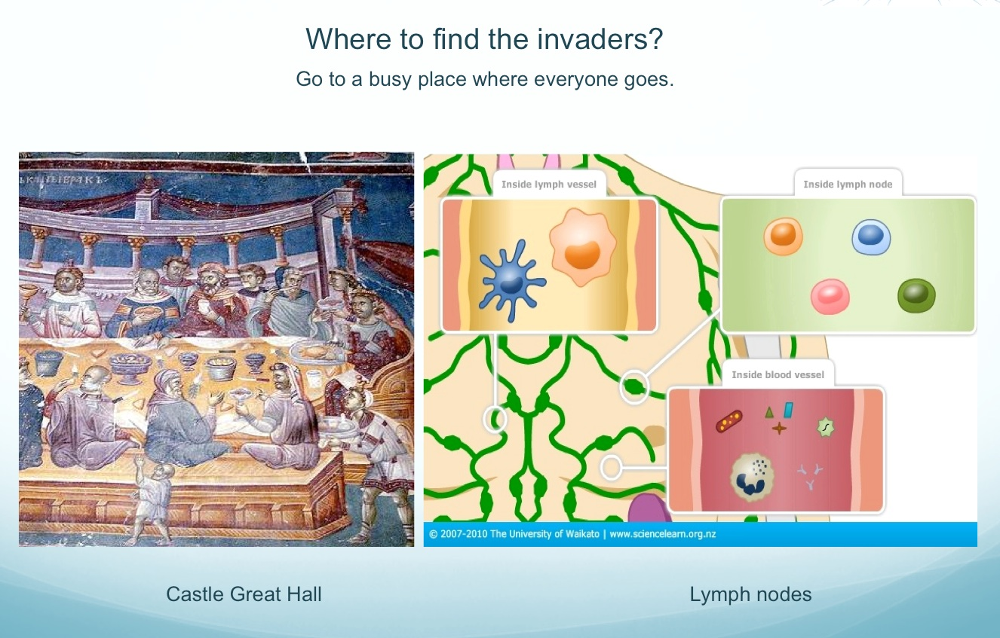 Where to find the invaders?
Go to a busy place where everyone goes.
Inside lymph vessel
Inside lymph node
Inside blood vessel
© 2007-2010 The University of Waikato | www.sciencelearn.org.nz
Castle Great Hall
Lymph nodes